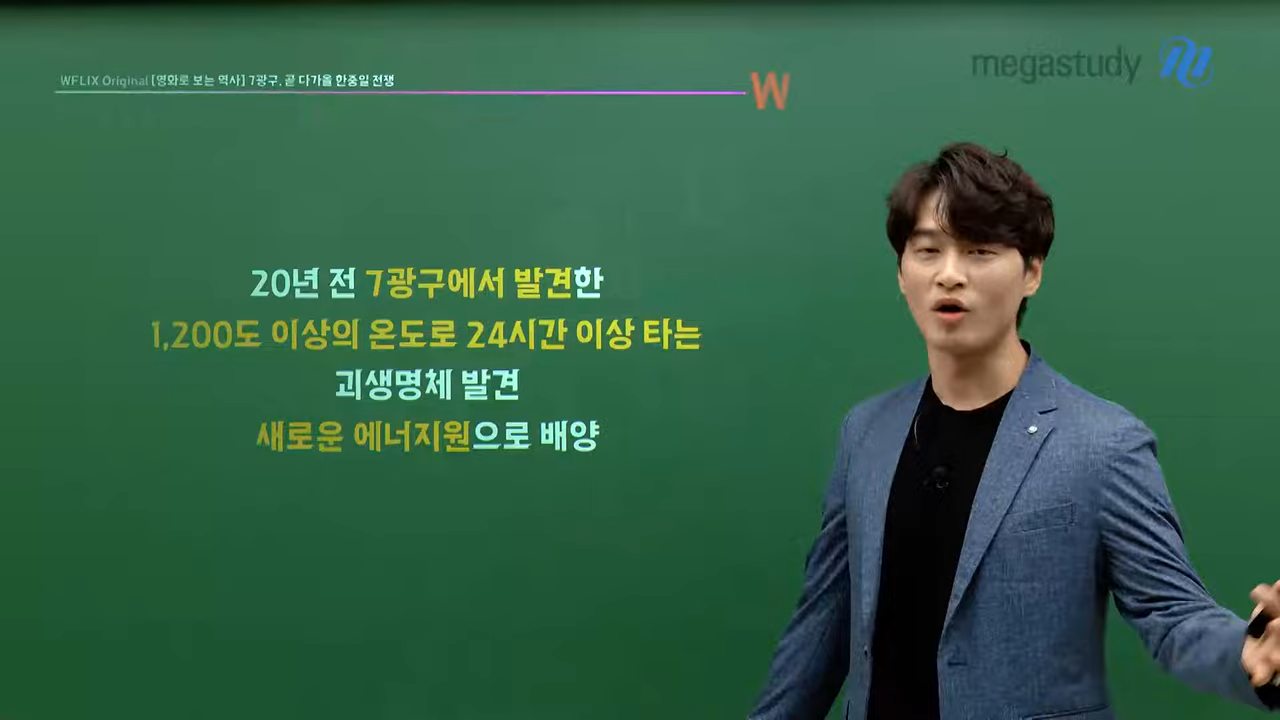 WFLIX Original [영화로 보는 역사] 7광구, 곧 다가올 한중일 전쟁
W
megastudy
20년 전 7광구에서 발견한
1,200도 이상의 온도로 24시간 이상 타는
괴생명체 발견
새로운 에너지원으로 배양